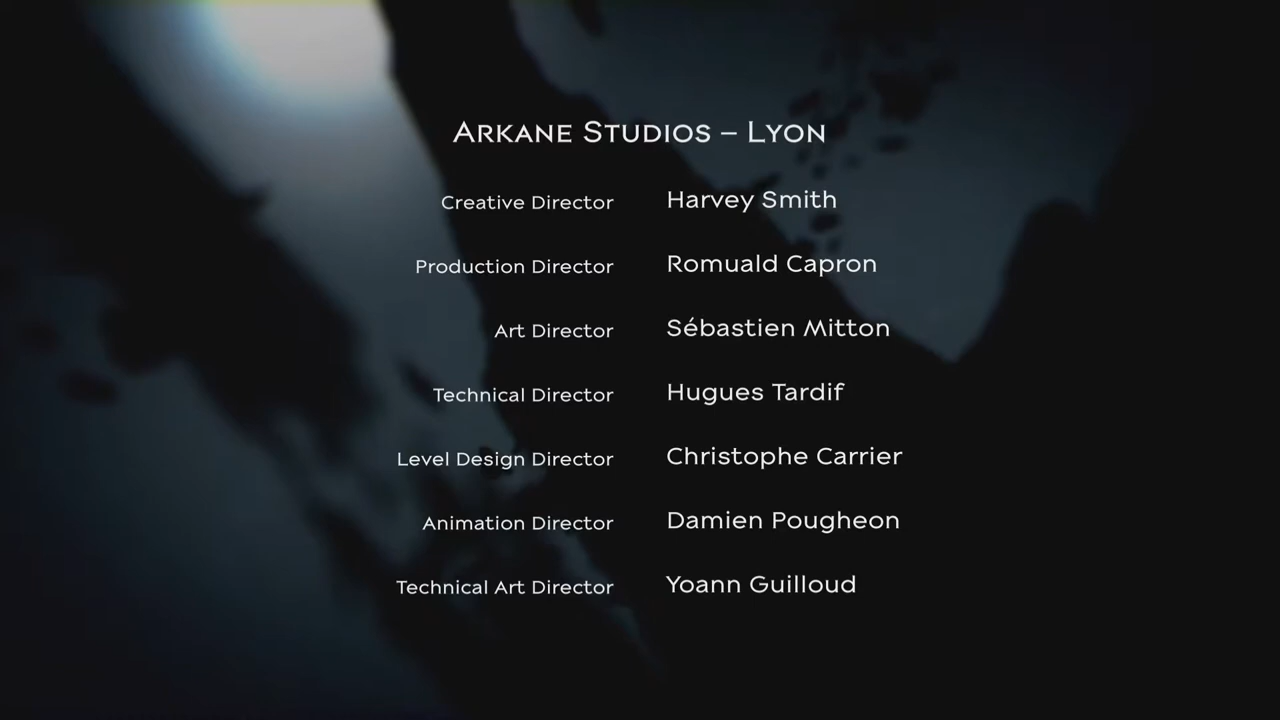 Arkane Studios – Lyon
Creative Director Harvey Smith
Production Director Romuald Capron
Art Director Sébastien Mitton
Technical Director Hugues Tardif
Level Design Director Christophe Carrier
Animation Director Damien Pougheon
Technical Art Director Yoann Guilloud